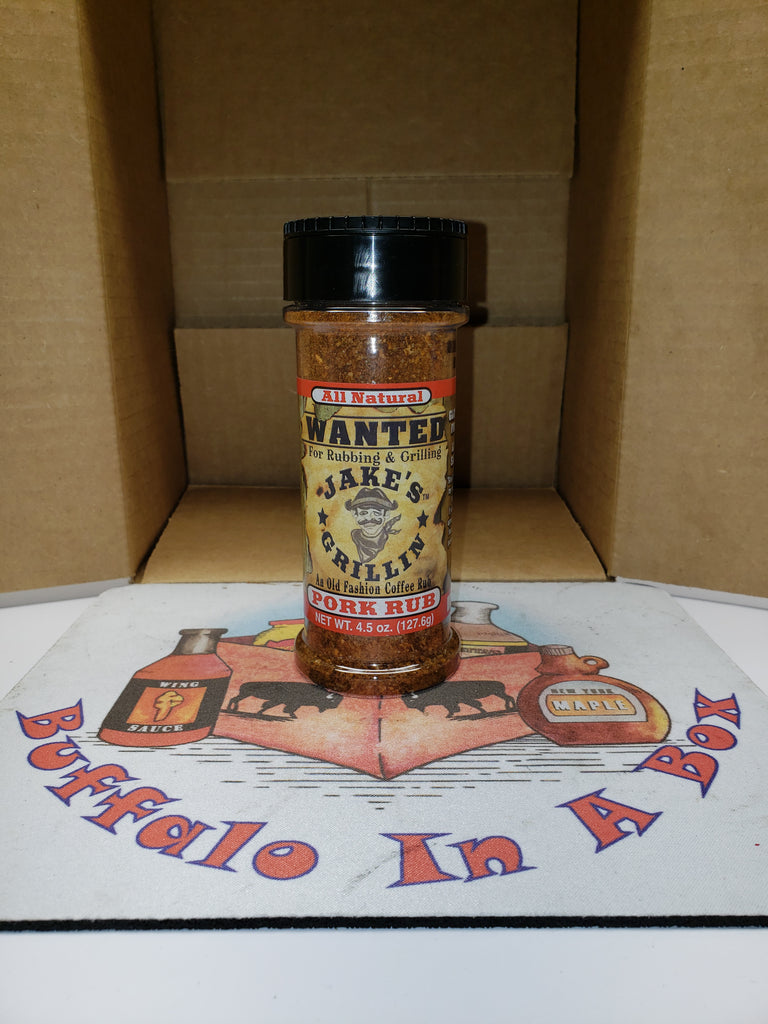 All Natural
WANTED
For Rubbing & Grilling
JAKE'S
GRILLIN
TM
An Old Fashion Coffee Rub
PORK RUB
NET WT. 4.5 oz. (127.6g)
WING
SAUCE
NEW YORK
MAPLE
Buffalo In A Box